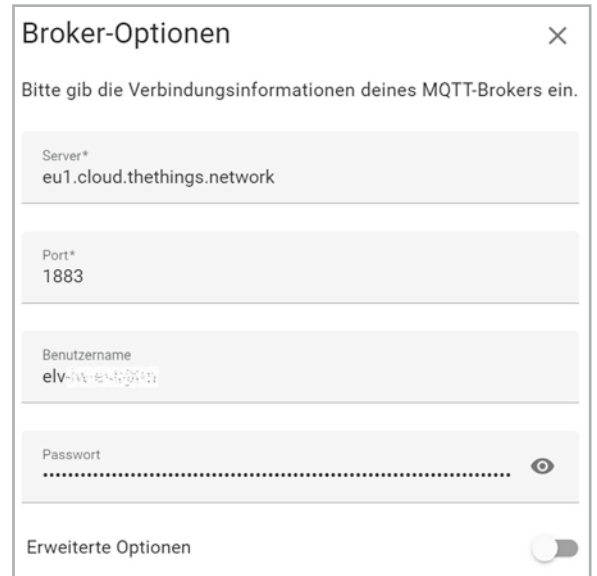 Broker-Optionen
Bitte gib die Verbindungsinformationen deines MQTT-Brokers ein.
Server*
eu1.cloud.thethings.network
Port*
1883
Benutzername
elv
Passwort
Erweiterte Optionen